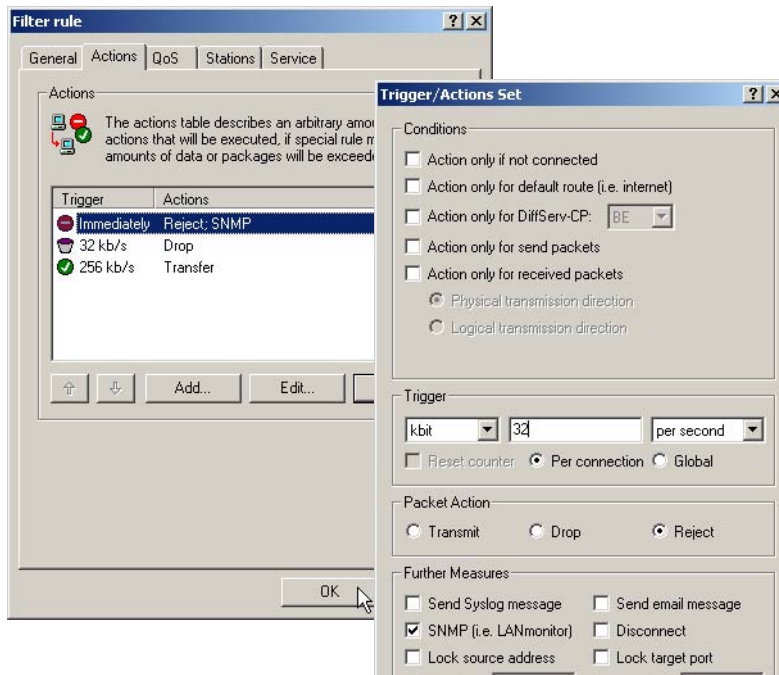 Filter rule
General Actions QoS Stations Service
Actions
The actions table describes an arbitrary
actions that will be executed, if special rule
amounts of data or packages will be
Trigger Actions
Immediately Reject; SNMP
32 kb/s Drop
256 kb/s Transfer
Add... Edit...
OK
Trigger/Actions Set
Conditions
Action only if not connected
Action only for default route (i.e. internet)
Action only for DiffServ-CP: BE
Action only for send packets
Action only for received packets
Physical transmission direction
Logical transmission direction
Trigger
kbit 32 per second
Reset counter Per connection Global
Packet Action
Transmit Drop Reject
Further Measures
Send Syslog message Send email message
SNMP (i.e. LANmonitor) Disconnect
Lock source address Lock target port